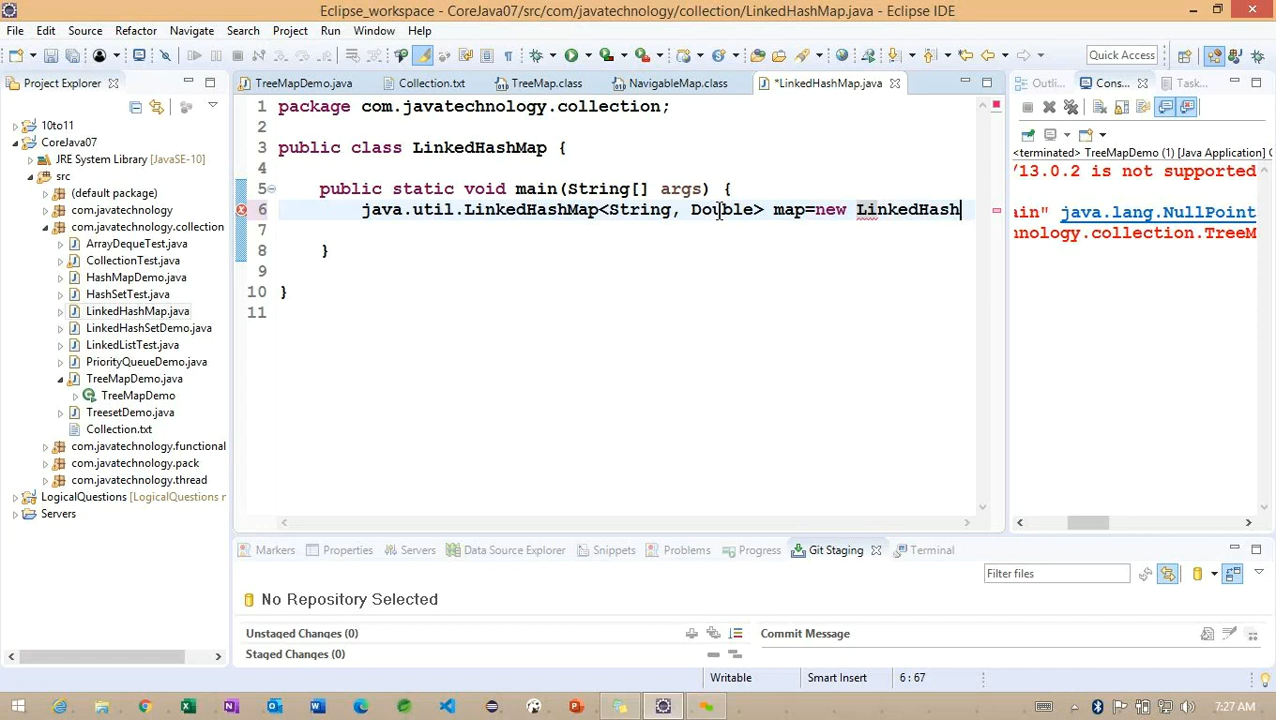 Eclipse_workspace - CoreJava07/src/com/javatechnology/collection/LinkedHashMap.java - Eclipse IDE
File Edit Source Refactor Navigate Search Project Run Window Help
Quick Access
Project Explorer
TreeMapDemo.java Collection.txt TreeMap.class NavigableMap.class *LinkedHashMap.java
Outli... Cons... Task...
10to11
CoreJava07
JRE System Library [JavaSE-10]
src
(default package)
com.javatechnology
com.javatechnology.collection
ArrayDequeTest.java
CollectionTest.java
HashMapDemo.java
HashSetTest.java
LinkedHashMap.java
LinkedHashSetDemo.java
LinkedListTest.java
PriorityQueueDemo.java
TreeMapDemo.java
TreeMapDemo
TreesetDemo.java
Collection.txt
com.javatechnology.functional
com.javatechnology.pack
com.javatechnology.thread
LogicalQuestions [LogicalQuestions r
Servers
1 package com.javatechnology.collection;
2
3 public class LinkedHashMap {
4
5 public static void main(String[] args) {
6 java.util.LinkedHashMap<String, Double> map=new LinkedHash
7
8 }
9
10 }
11
<terminated> TreeMapDemo (1) [Java Application] C
/13.0.2 is not supported
ain" java.lang.NullPoint
nology.collection.TreeM
Markers Properties Servers Data Source Explorer Snippets Problems Progress Git Staging Terminal
Filter files
No Repository Selected
Unstaged Changes (0)
Commit Message
Staged Changes (0)
Writable Smart Insert 6 : 67
7:27 AM